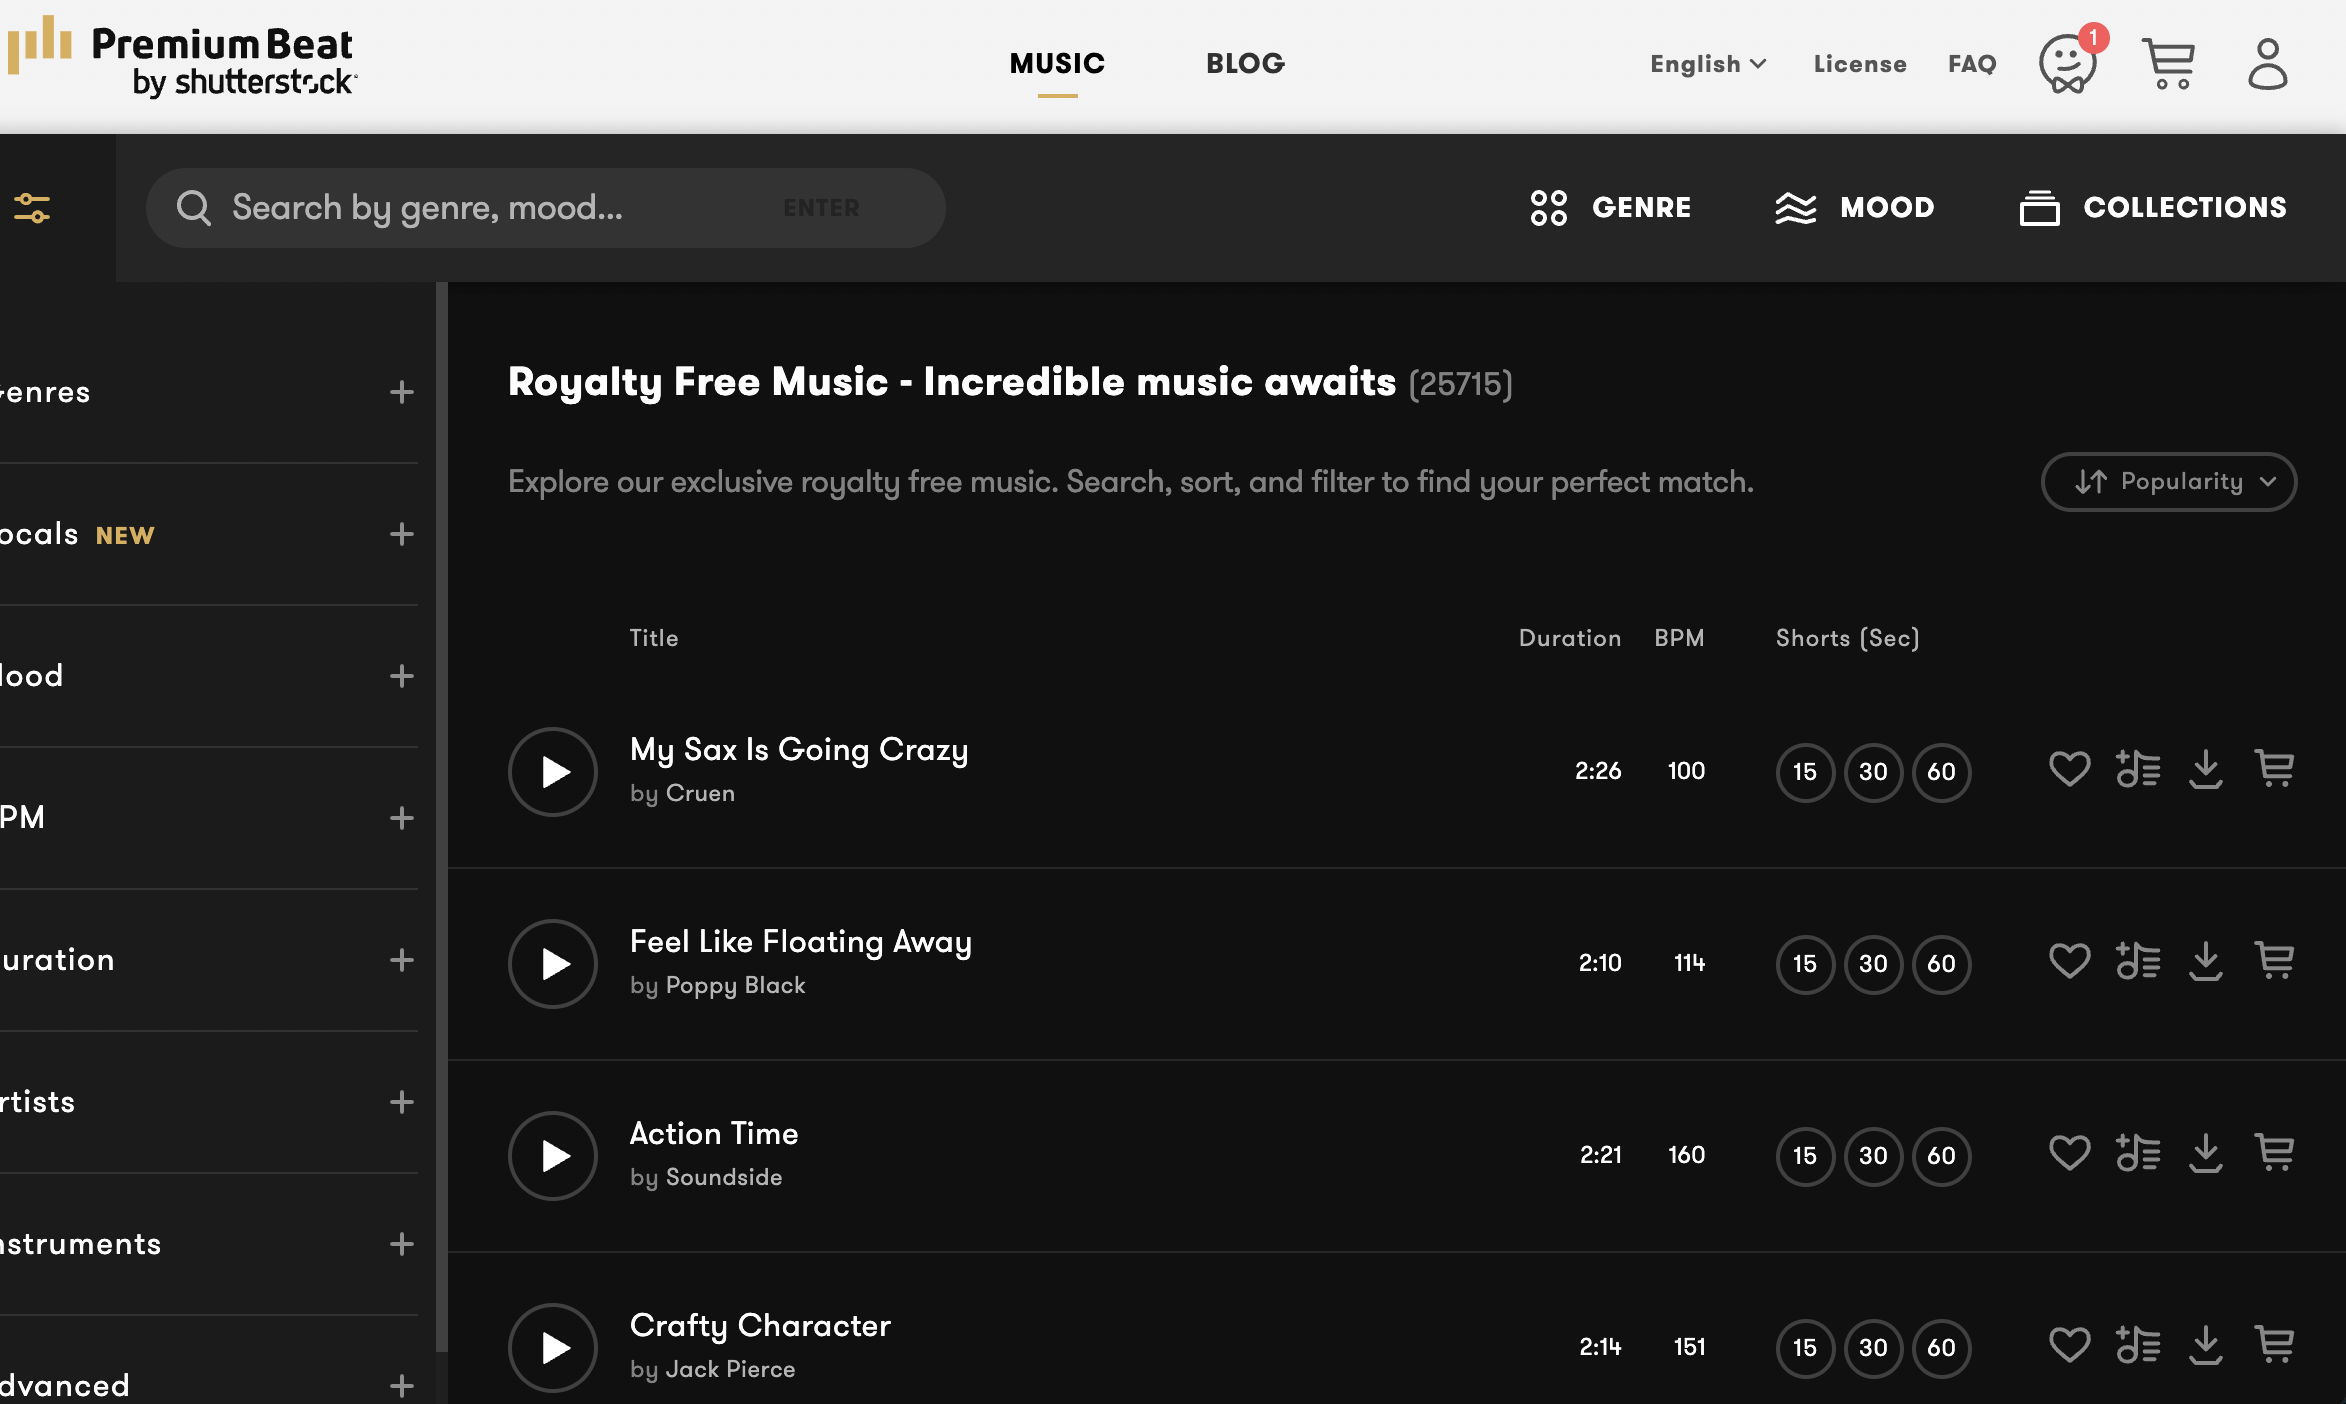 Premium Beat
by shutterstock
MUSIC
BLOG
English
License
FAQ
1
Search by genre, mood...
ENTER
GENRE
MOOD
COLLECTIONS
enres
ocals NEW
ood
PM
uration
rtists
nstruments
dvanced
Royalty Free Music - Incredible music awaits (25715)
Explore our exclusive royalty free music. Search, sort, and filter to find your perfect match.
Popularity
Title Duration BPM Shorts (Sec)
My Sax Is Going Crazy
by Cruen
2:26 100 15 30 60
Feel Like Floating Away
by Poppy Black
2:10 114 15 30 60
Action Time
by Soundside
2:21 160 15 30 60
Crafty Character
by Jack Pierce
2:14 151 15 30 60